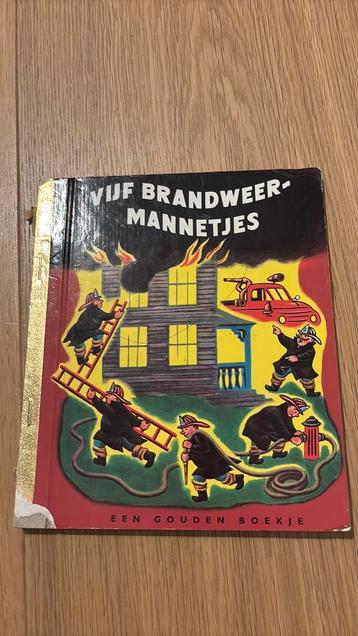 VIJF BRANDWEER-
MANNETJES
EEN GOUDEN BOEKJE